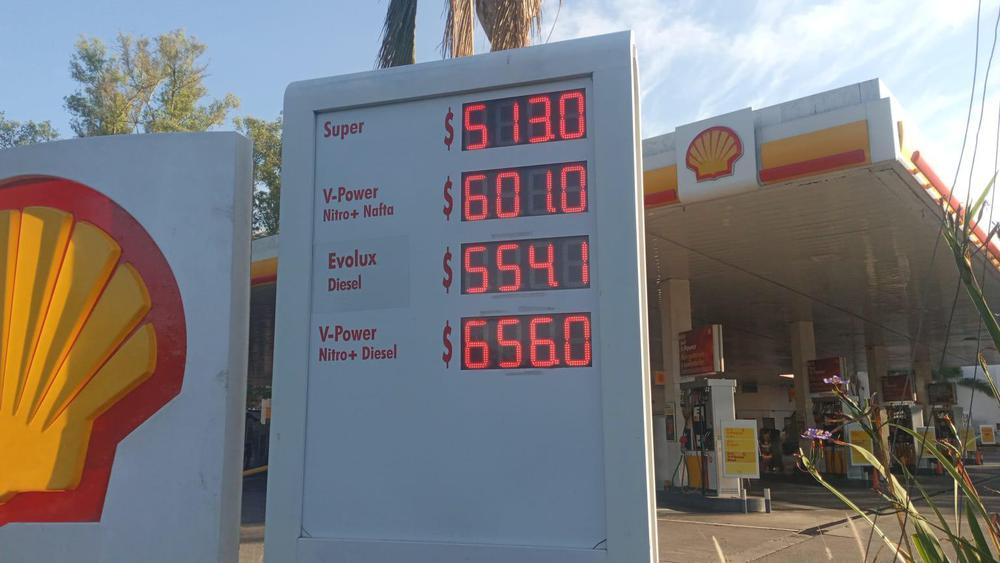 Super $513.0
V-Power
Nitro+ Nafta $601.0
Evolux
Diesel $554.1
V-Power
Nitro+ Diesel $656.0